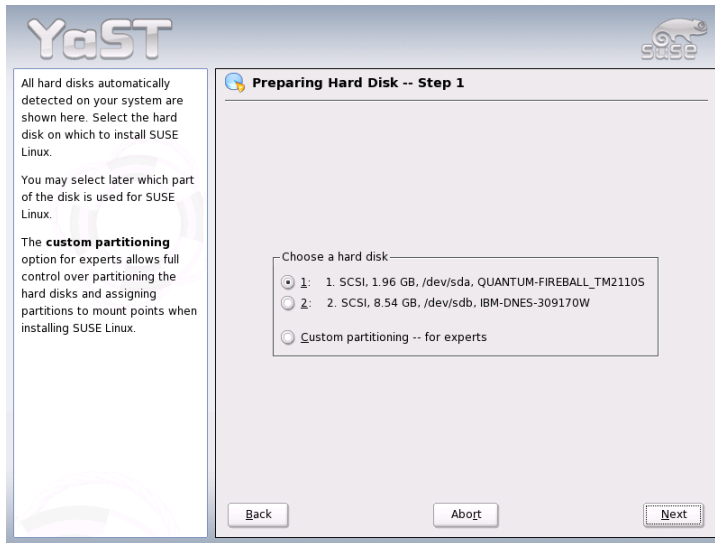 YaST
SUSE
All hard disks automatically
detected on your system are
shown here. Select the hard
disk on which to install SUSE
Linux.
You may select later which part
of the disk is used for SUSE
Linux.
The custom partitioning
option for experts allows full
control over partitioning the
hard disks and assigning
partitions to mount points when
installing SUSE Linux.
Preparing Hard Disk -- Step 1
Choose a hard disk
1: 1. SCSI, 1.96 GB, /dev/sda, QUANTUM-FIREBALL_TM2110S
2: 2. SCSI, 8.54 GB, /dev/sdb, IBM-DNES-309170W
Custom partitioning -- for experts
Back
Abort
Next